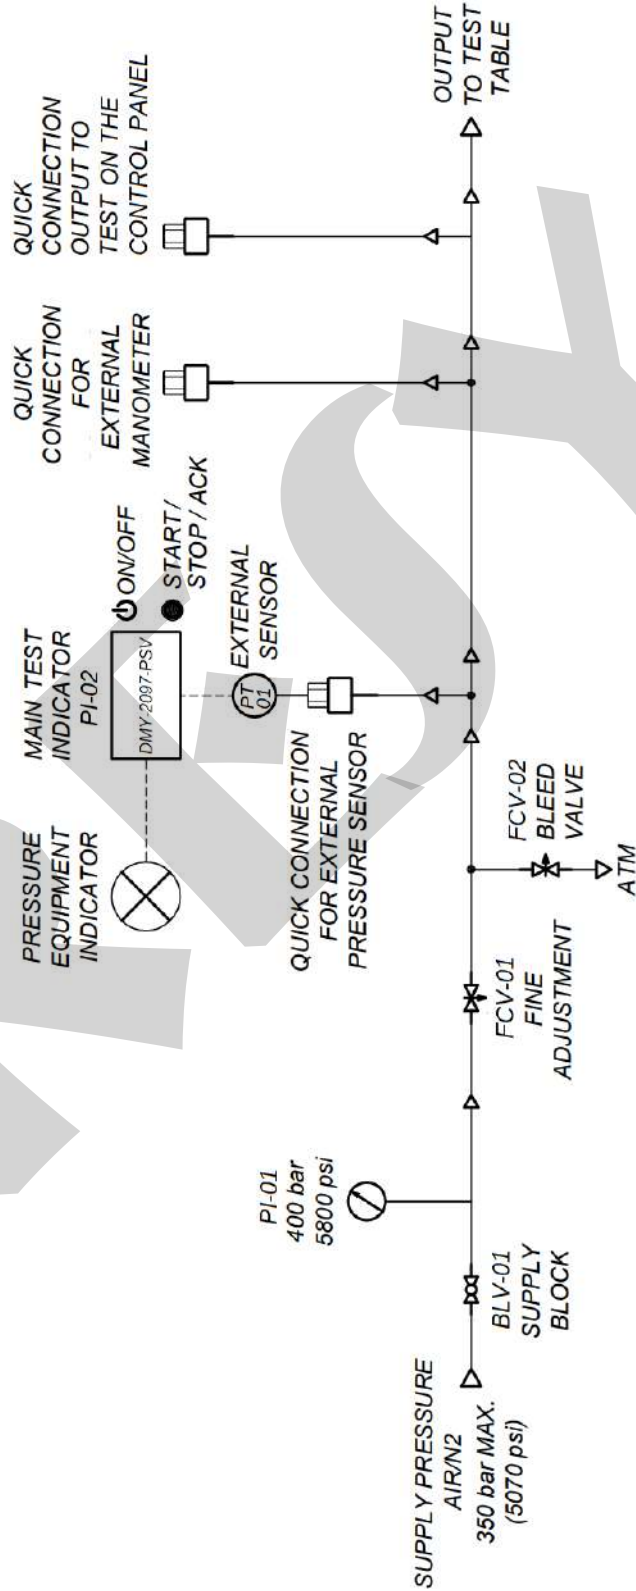 SUPPLY PRESSURE
AIR/N2
350 bar MAX.
(5070 psi)
BLV-01
SUPPLY
BLOCK
PI-01
400 bar
5800 psi
FCV-01
FINE
ADJUSTMENT
FCV-02
BLEED
VALVE
ATM
PRESSURE
EQUIPMENT
INDICATOR
MAIN TEST
INDICATOR
PI-02
DMY-2097-PSV
ON/OFF
START/
STOP / ACK
PT
01
EXTERNAL
SENSOR
QUICK CONNECTION
FOR EXTERNAL
PRESSURE SENSOR
QUICK
CONNECTION
FOR
EXTERNAL
MANOMETER
QUICK
CONNECTION
OUTPUT TO
TEST ON THE
CONTROL PANEL
OUTPUT
TO TEST
TABLE